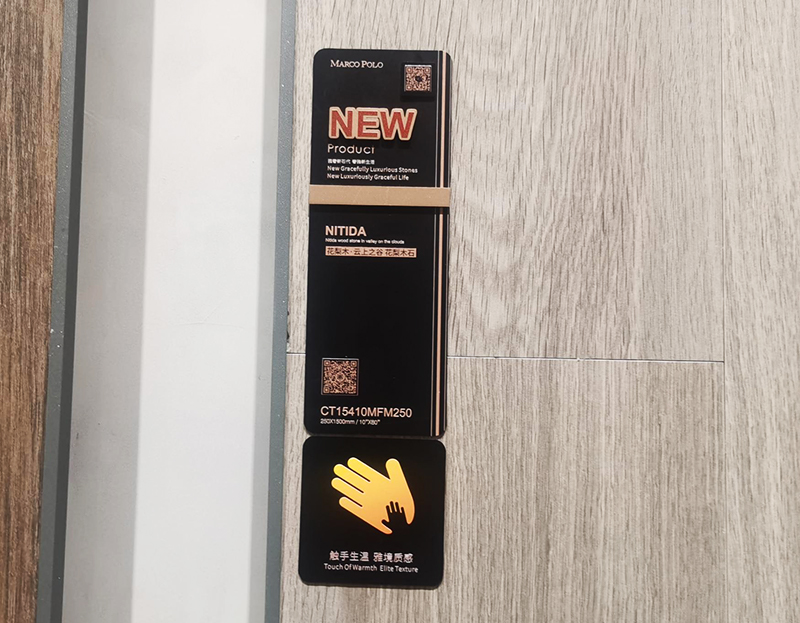 MARCO POLO
NEW
Product
New Gracefully Luxurious Stones
New Luxuriously Graceful Life
NITIDA
Nitida wood stone in valley on the clouds
花梨木·云上之谷 花梨木石
CT15410MFM250
250X1500mm / 10"X60"
触手生温 雅境质感
Touch Of Warmth Elite Texture